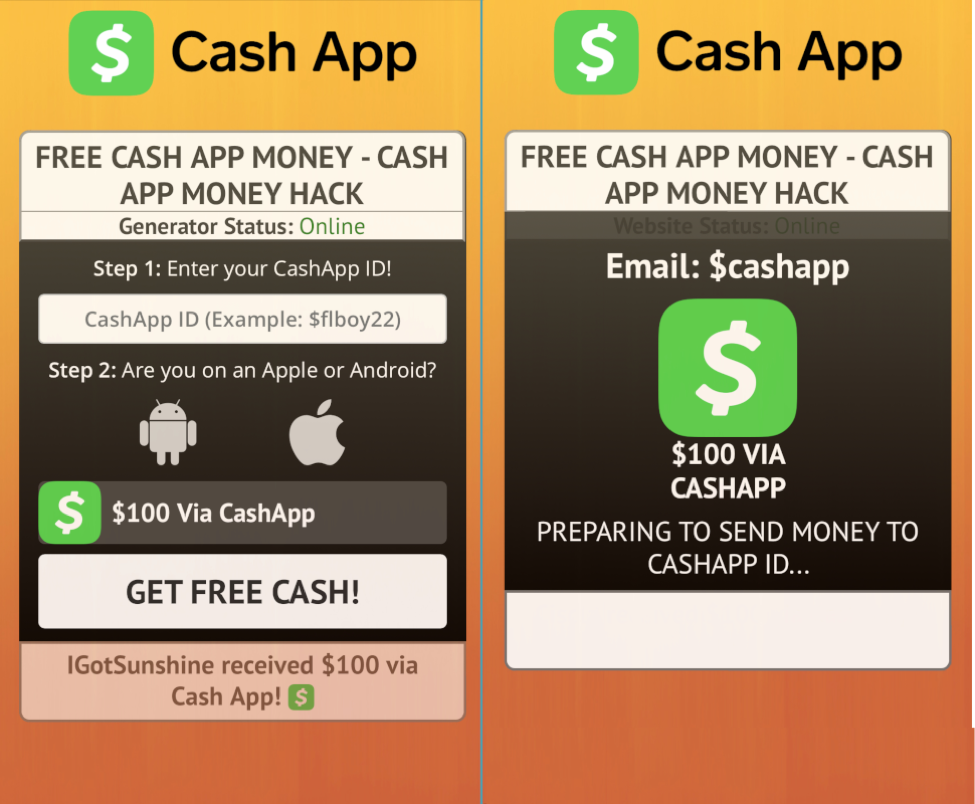 Cash App
FREE CASH APP MONEY - CASH
APP MONEY HACK
Generator Status: Online
Step 1: Enter your CashApp ID!
CashApp ID (Example: $flboy22)
Step 2: Are you on an Apple or Android?
$100 Via CashApp
GET FREE CASH!
IGotSunshine received $100 via
Cash App!
Cash App
FREE CASH APP MONEY - CASH
APP MONEY HACK
Website Status: Online
Email: $cashapp
$100 VIA
CASHAPP
PREPARING TO SEND MONEY TO
CASHAPP ID...